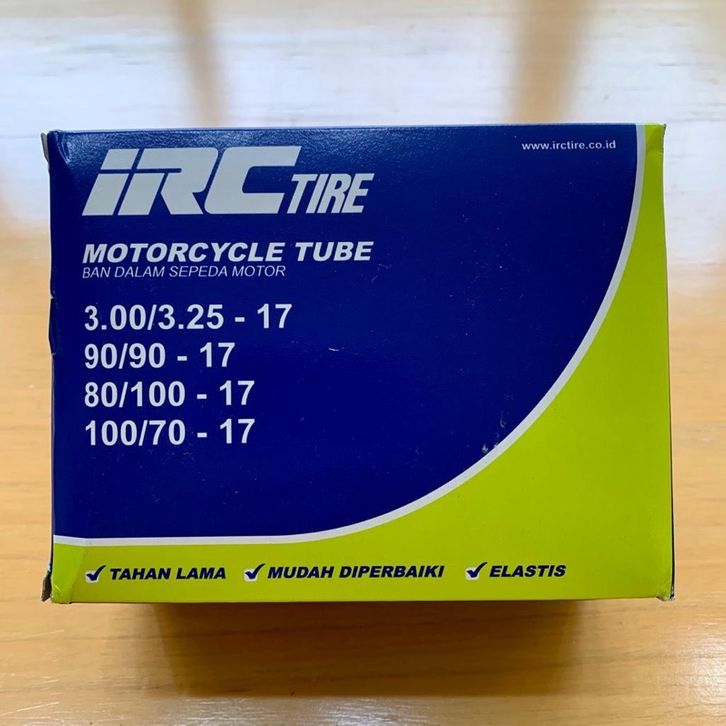 www.irctire.co.id
iRC TIRE
MOTORCYCLE TUBE
BAN DALAM SEPEDA MOTOR
3.00/3.25 - 17
90/90 - 17
80/100 - 17
100/70 - 17
TAHAN LAMA MUDAH DIPERBAIKI ELASTIS